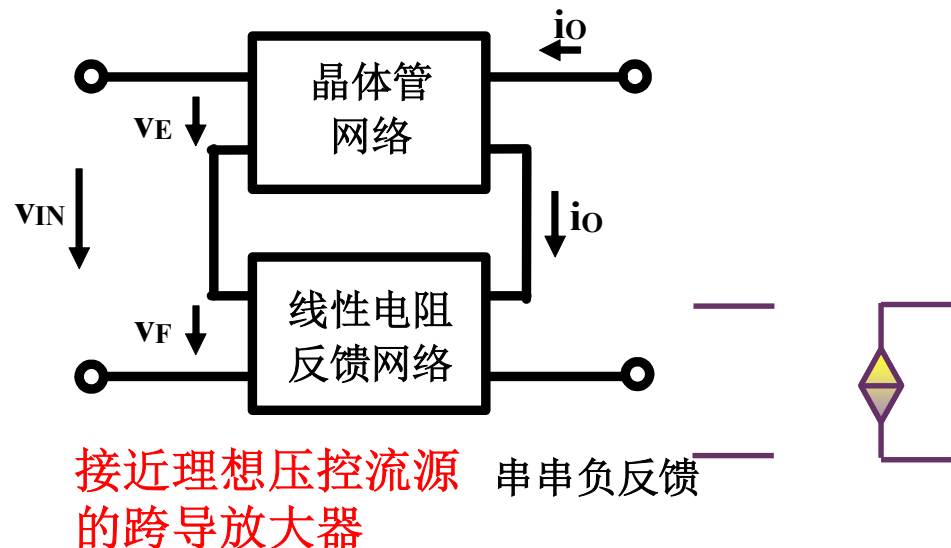 iO
晶体管
网络
vE
vIN
iO
线性电阻
反馈网络
vF
接近理想压控流源
的跨导放大器
串串负反馈